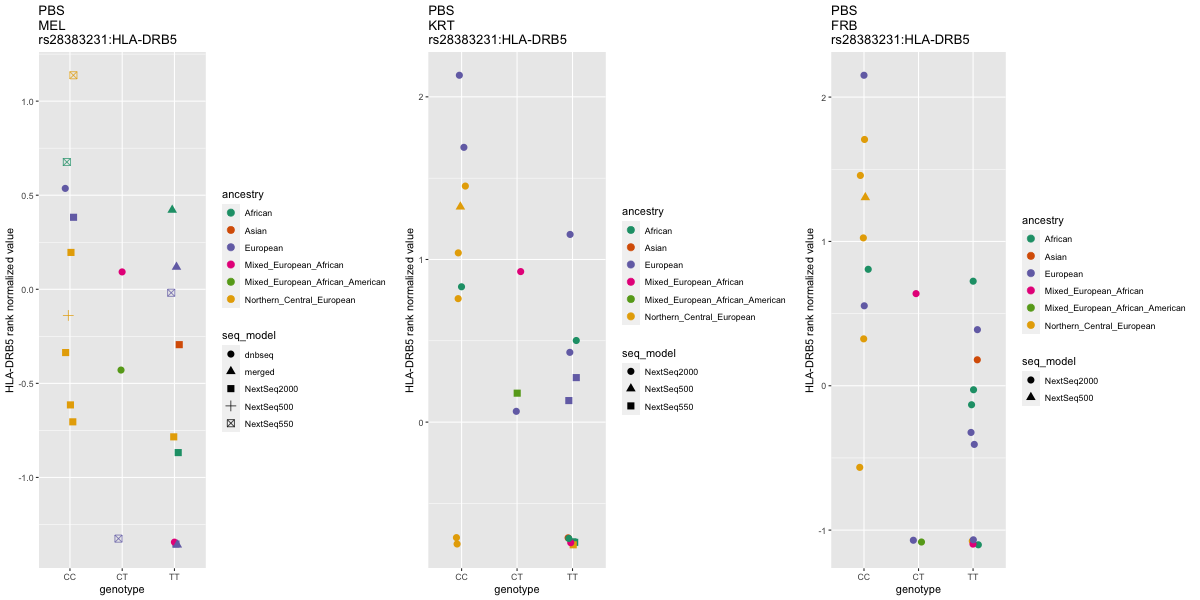 PBS
MEL
rs28383231:HLA-DRB5
HLA-DRB5 rank normalized value
1.0
0.5
0.0
-0.5
-1.0
CC CT TT
genotype
ancestry
African
Asian
European
Mixed_European_African
Mixed_European_African_American
Northern_Central_European
seq_model
dnbseq
merged
NextSeq2000
NextSeq500
NextSeq550
PBS
KRT
rs28383231:HLA-DRB5
HLA-DRB5 rank normalized value
2
1
0
CC CT TT
genotype
ancestry
African
Asian
European
Mixed_European_African
Mixed_European_African_American
Northern_Central_European
seq_model
NextSeq2000
NextSeq500
NextSeq550
PBS
FRB
rs28383231:HLA-DRB5
HLA-DRB5 rank normalized value
2
1
0
-1
CC CT TT
genotype
ancestry
African
Asian
European
Mixed_European_African
Mixed_European_African_American
Northern_Central_European
seq_model
NextSeq2000
NextSeq500